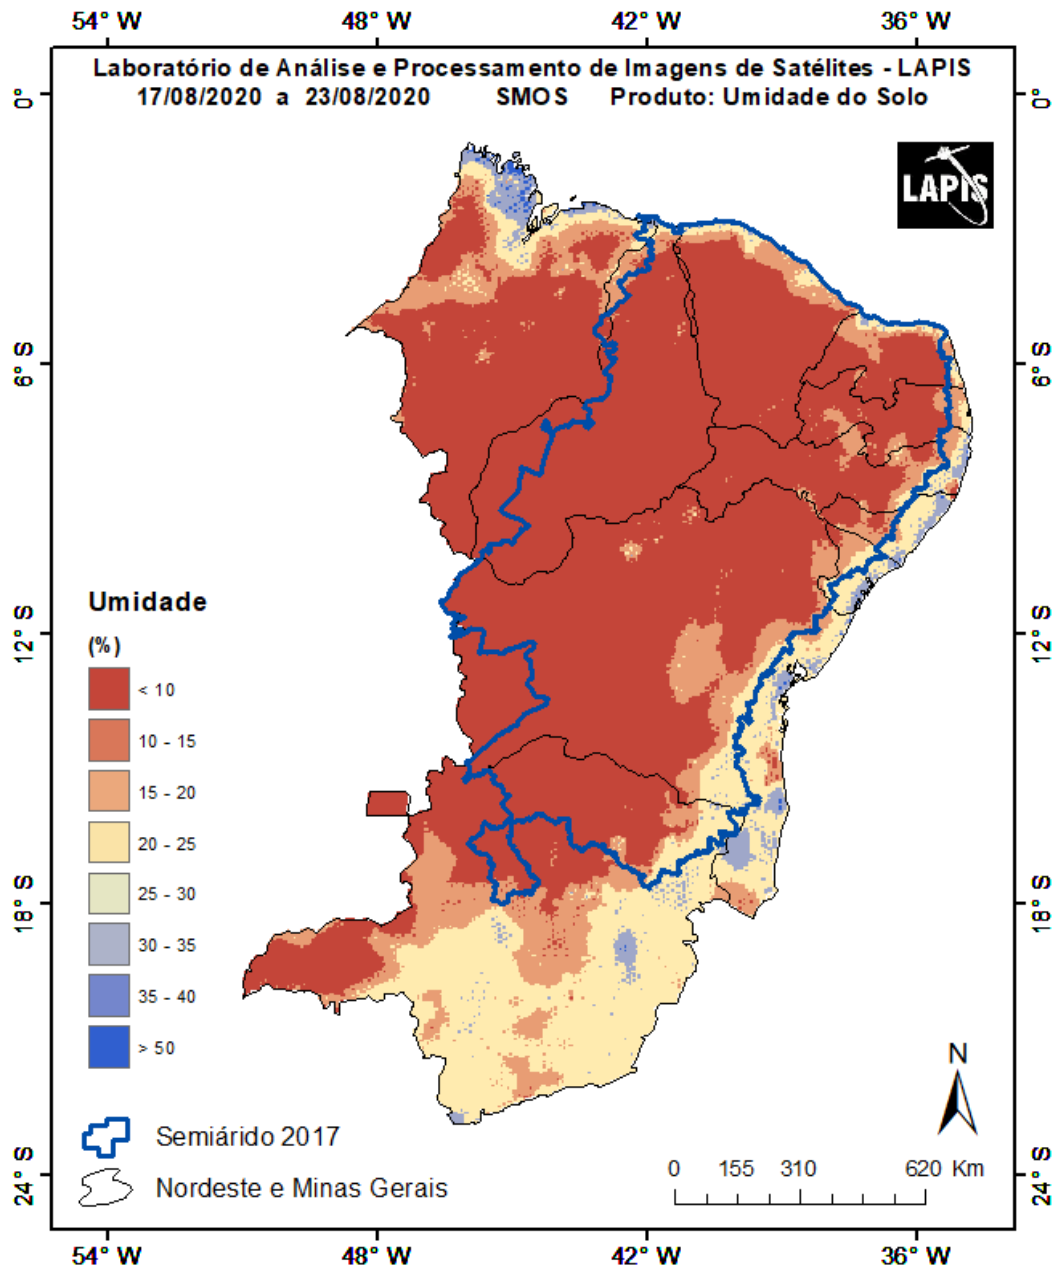 54° W 48° W 42° W 36° W
Laboratório de Análise e Processamento de Imagens de Satélites - LAPIS
17/08/2020 a 23/08/2020 SMOS Produto: Umidade do Solo
0° 0°
LAPIS
6° S 6° S
12° S 12° S
Umidade
(%)
< 10
10 - 15
15 - 20
20 - 25
25 - 30
30 - 35
35 - 40
> 50
18° S 18° S
N
Semiárido 2017
Nordeste e Minas Gerais
0 155 310 620 Km
24° S 24° S
54° W 48° W 42° W 36° W